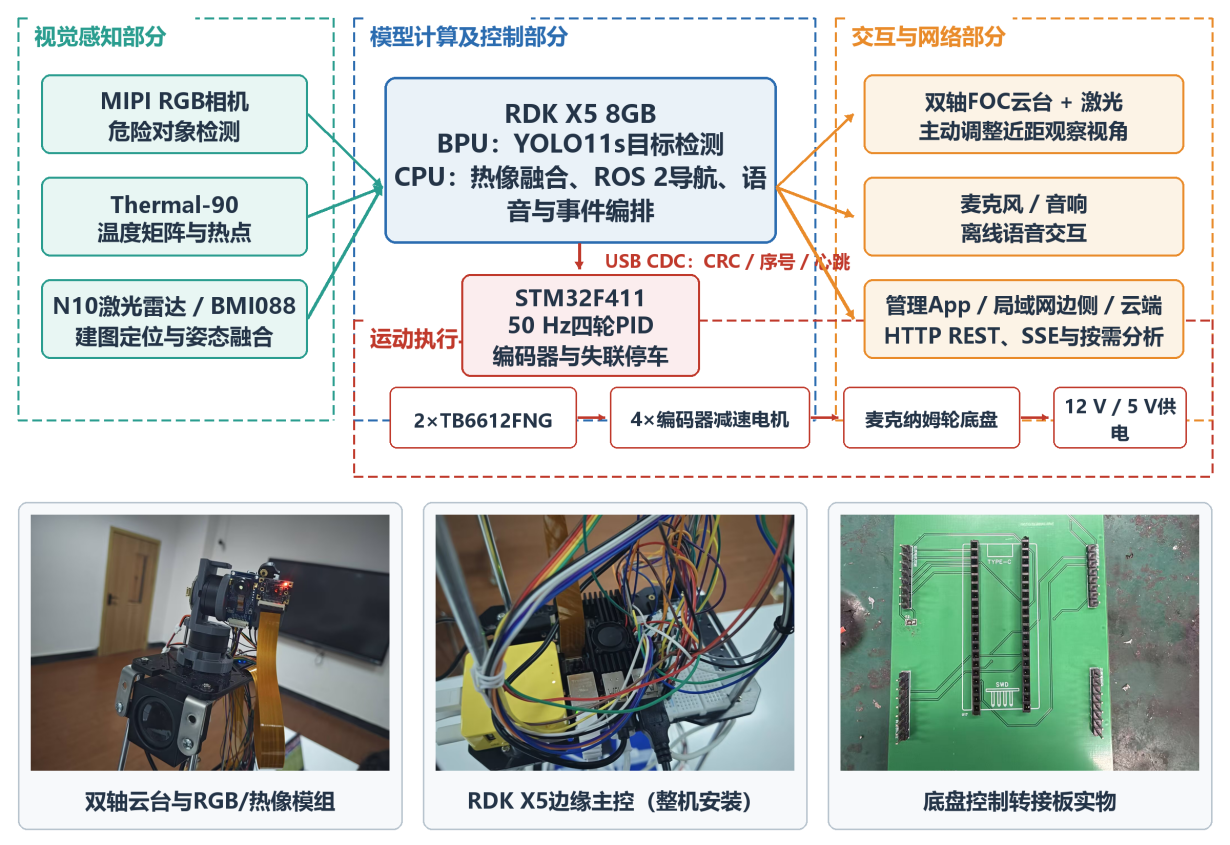 视觉感知部分
MIPI RGB相机
危险对象检测
Thermal-90
温度矩阵与热点
N10激光雷达 / BMI088
建图定位与姿态融合
模型计算及控制部分
RDK X5 8GB
BPU：YOLO11s目标检测
CPU：热像融合、ROS 2导航、语
音与事件编排
USB CDC：CRC / 序号 / 心跳
交互与网络部分
双轴FOC云台 + 激光
主动调整近距观察视角
麦克风 / 音响
离线语音交互
管理App / 局域网边侧 / 云端
HTTP REST、SSE与按需分析
运动执行
STM32F411
50 Hz四轮PID
编码器与失联停车
2×TB6612FNG
4×编码器减速电机
麦克纳姆轮底盘
12 V / 5 V供
电
TYPE-C
SWD
双轴云台与RGB/热像模组
RDK X5边缘主控（整机安装）
底盘控制转接板实物